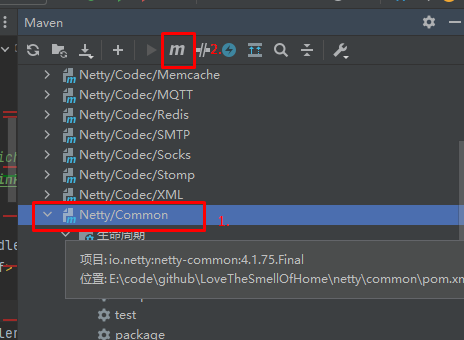 Maven
m
2.
Netty/Codec/Memcache
Netty/Codec/MQTT
Netty/Codec/Redis
Netty/Codec/SMTP
Netty/Codec/Socks
Netty/Codec/Stomp
Netty/Codec/XML
Netty/Common
生命周期
项目: io.netty:netty-common:4.1.75.Final
位置: E:\code\github\LoveTheSmellOfHome\netty\common\pom.xm
test
package